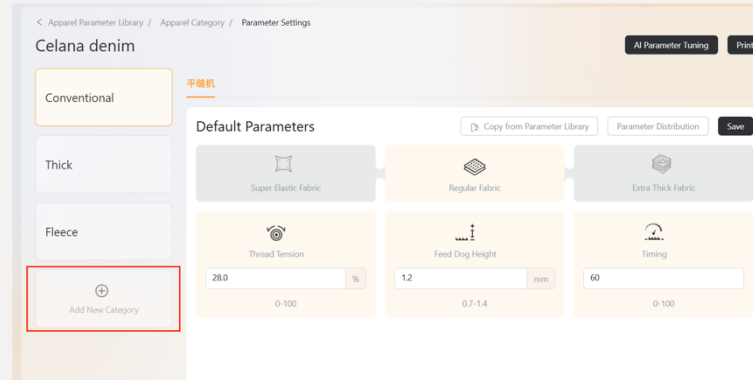 < Apparel Parameter Library / Apparel Category / Parameter Settings
Celana denim
AI Parameter Tuning
Print
Conventional
Thick
Fleece
Add New Category
平缝机
Default Parameters
Copy from Parameter Library
Parameter Distribution
Save
Super Elastic Fabric
Regular Fabric
Extra Thick Fabric
Thread Tension
Feed Dog Height
Timing
28.0 %
1.2 mm
60
0-100
0.7-1.4
0-100